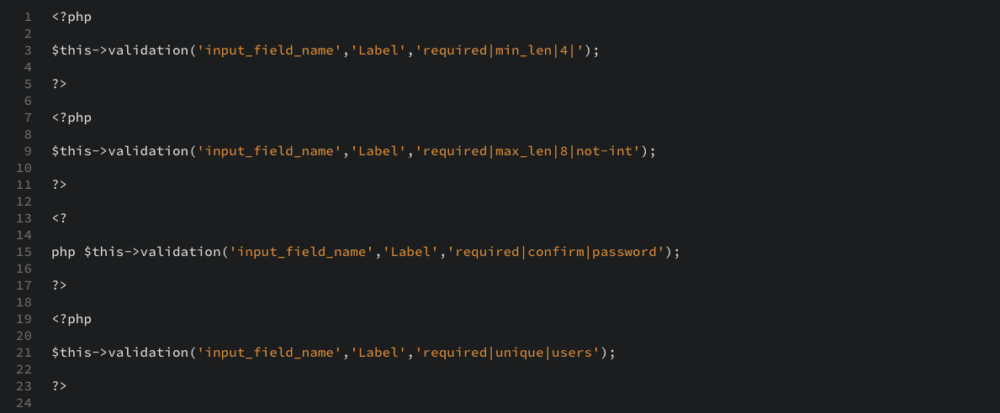 1 <?php
2
3 $this->validation('input_field_name','Label','required|min_len|4|');
4
5 ?>
6
7 <?php
8
9 $this->validation('input_field_name','Label','required|max_len|8|not-int');
10
11 ?>
12
13 <?
14
15 php $this->validation('input_field_name','Label','required|confirm|password');
16
17 ?>
18
19 <?php
20
21 $this->validation('input_field_name','Label','required|unique|users');
22
23 ?>
24